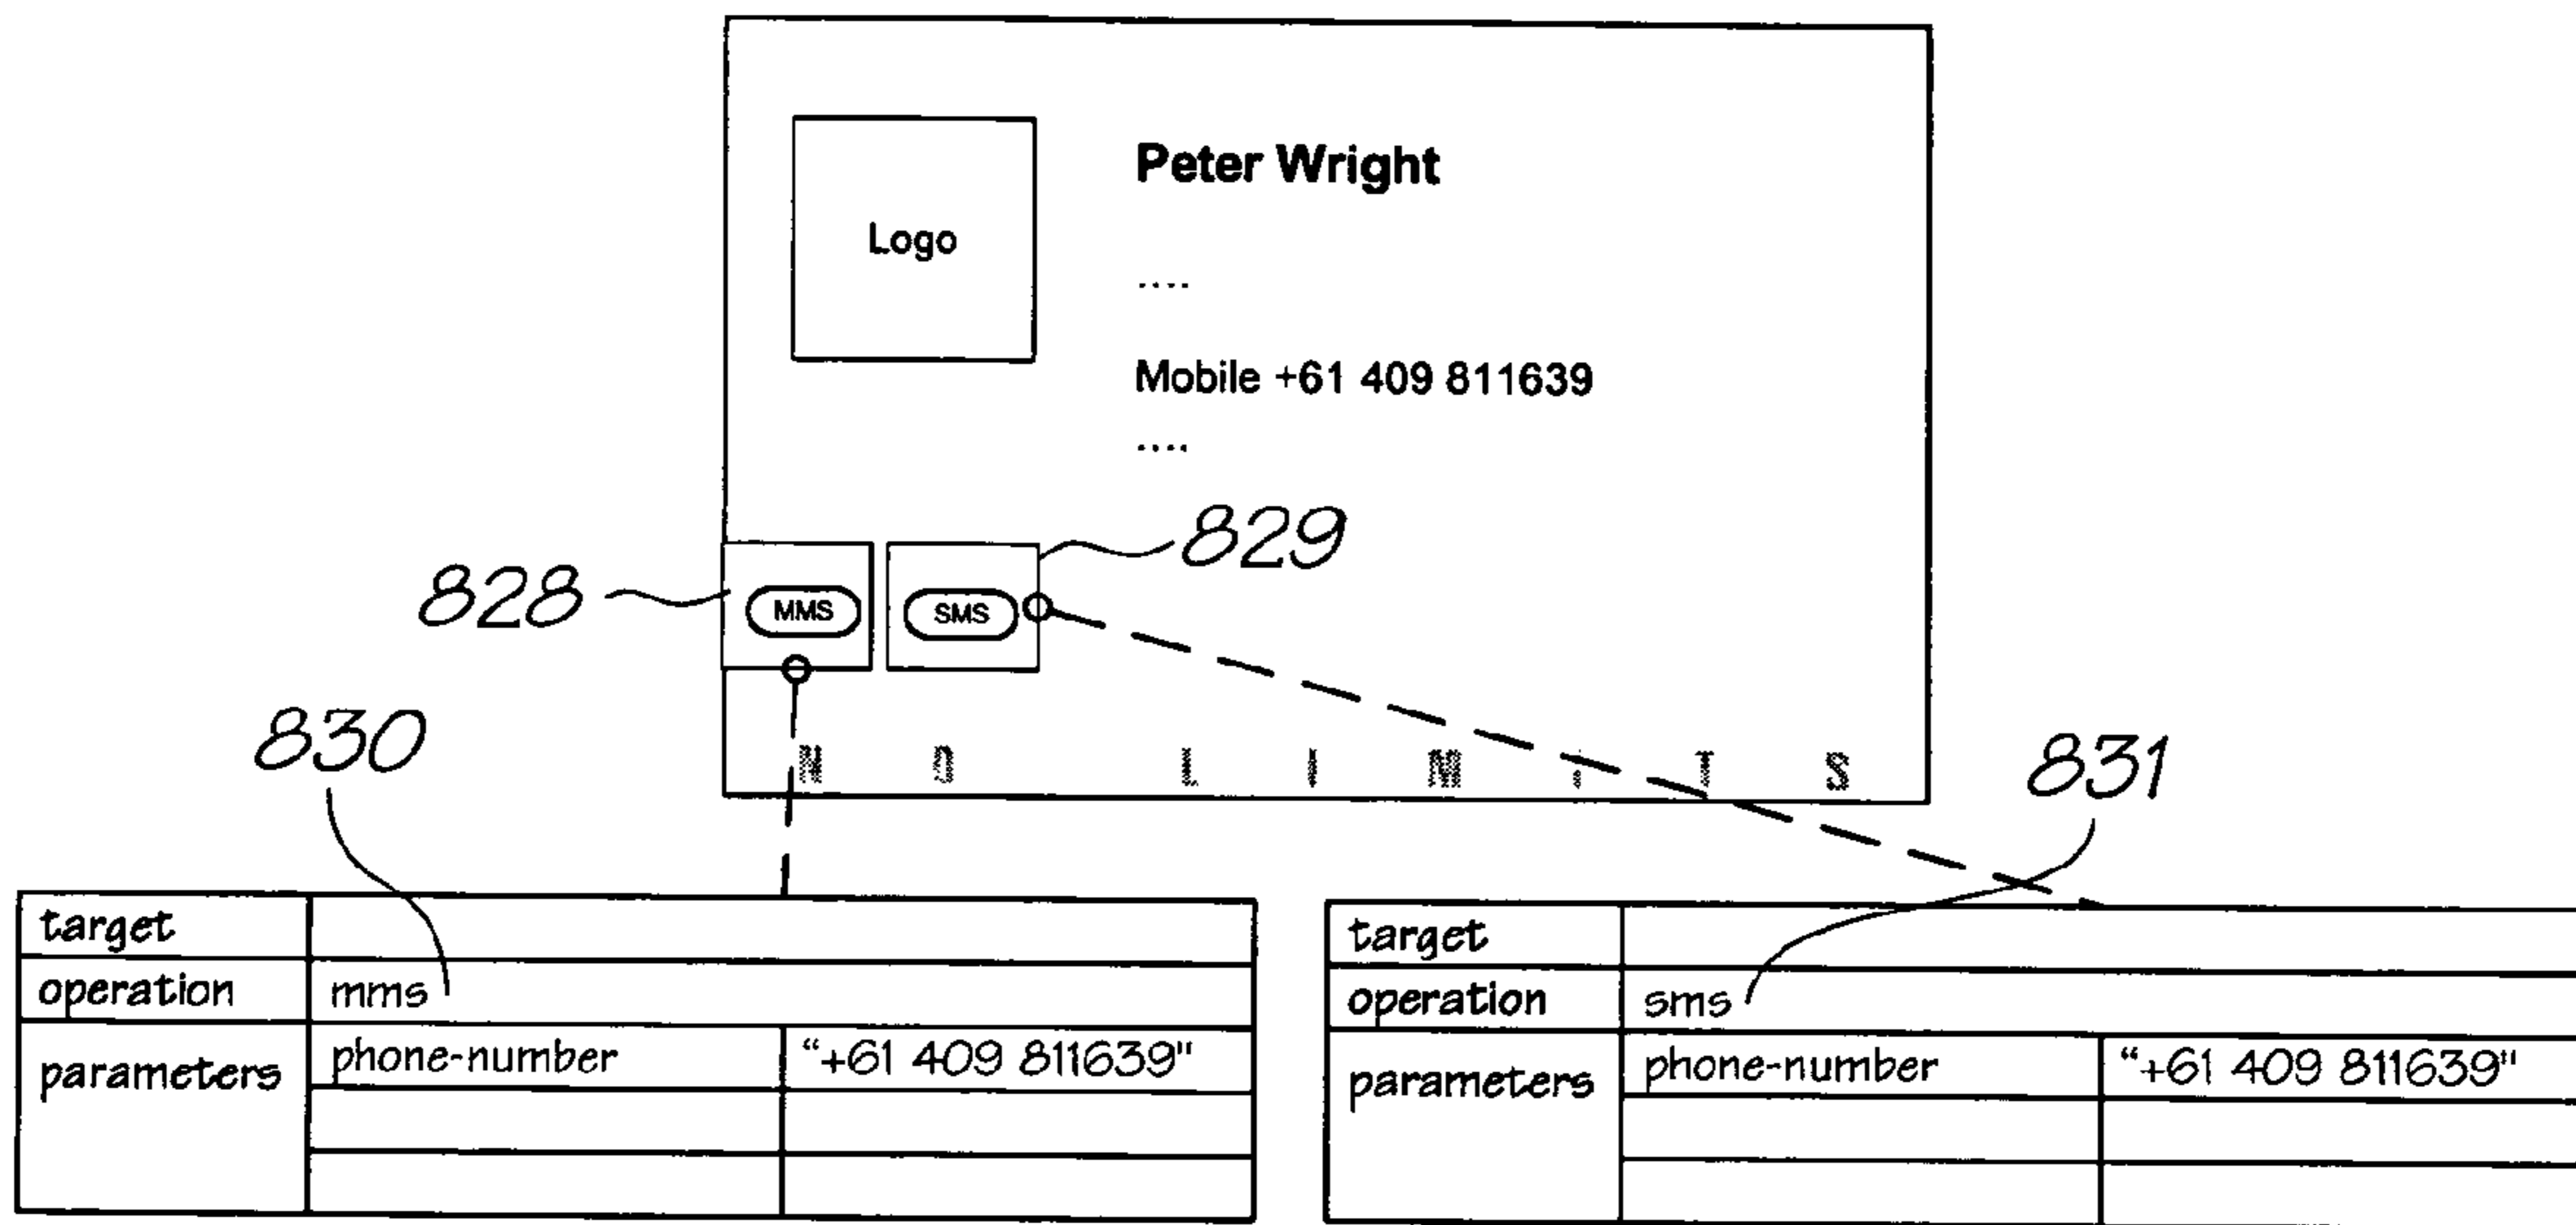 Peter Wright
Logo
....
Mobile +61 409 811639
....
829
828
MMS SMS
830
N O L I M I T S
831
target
operation mms
parameters phone-number "+61 409 811639"
target
operation sms
parameters phone-number "+61 409 811639"